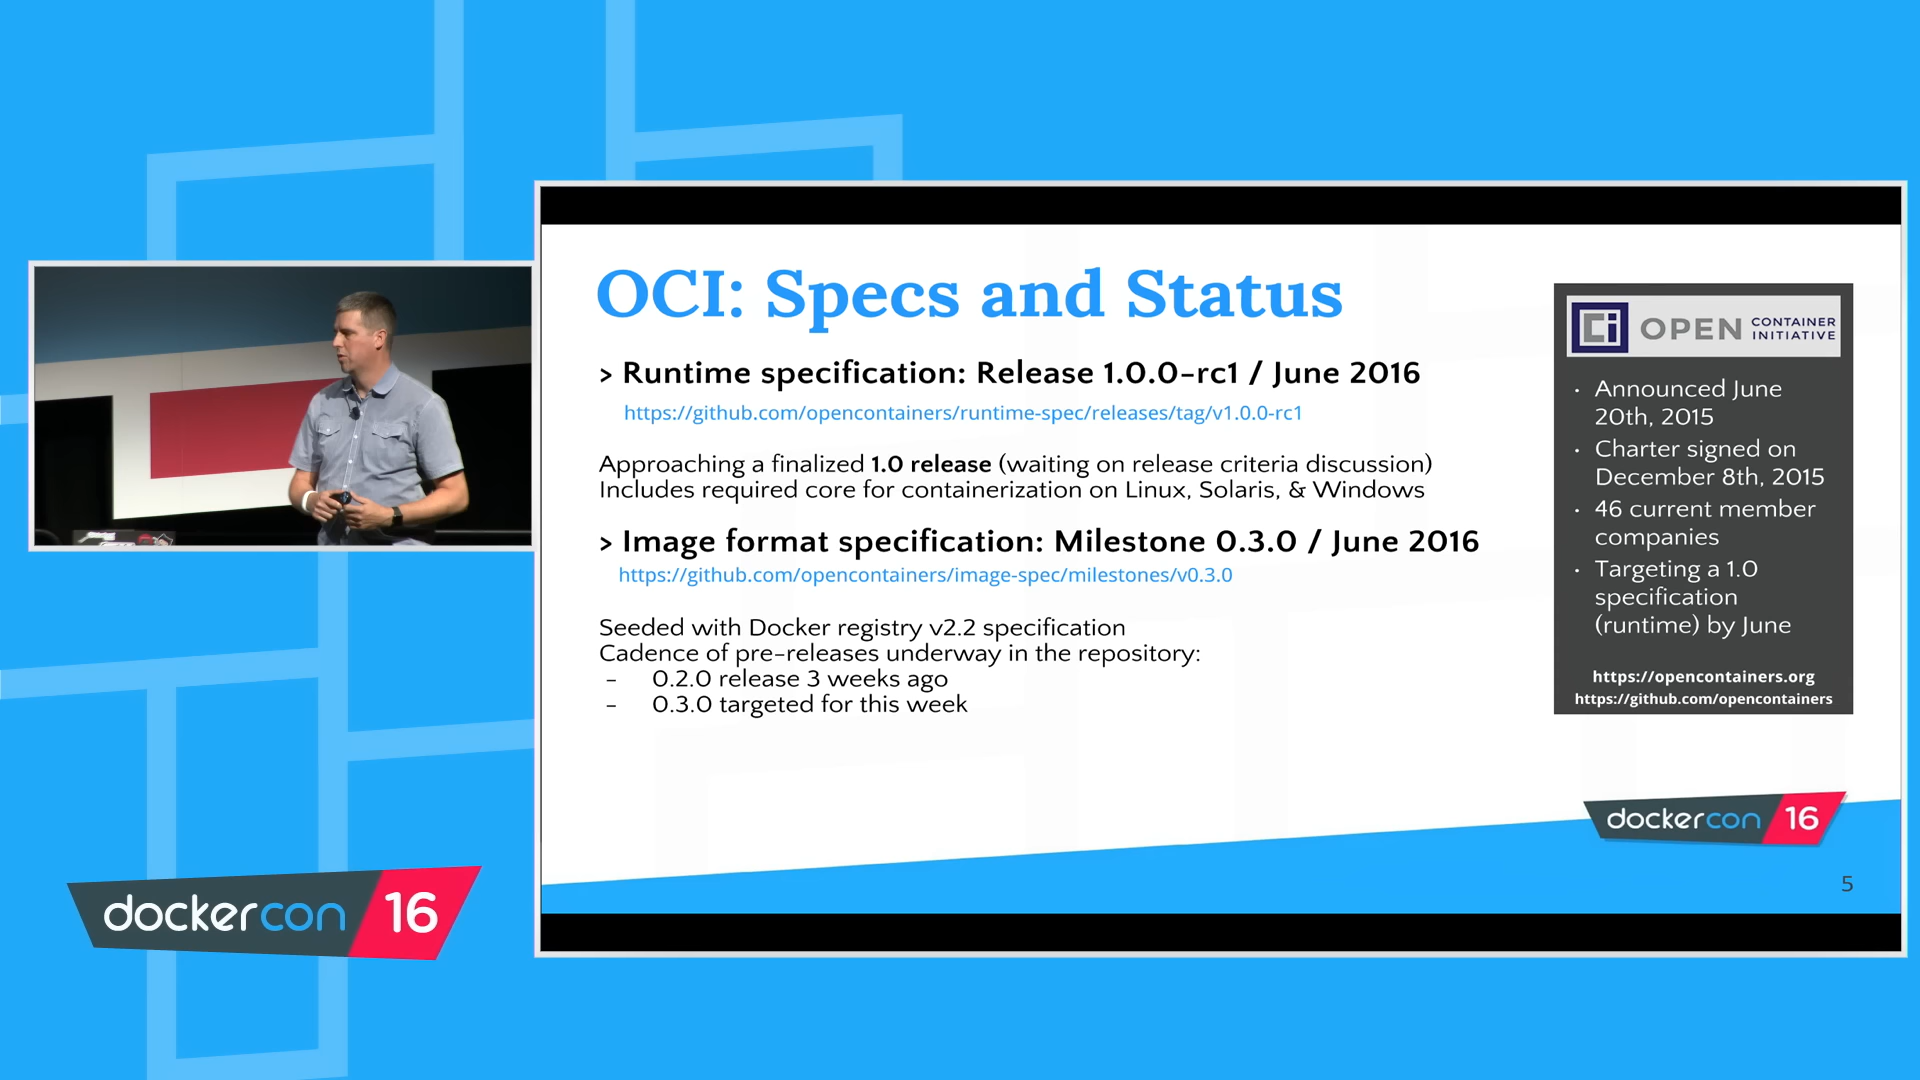 OCI: Specs and Status
> Runtime specification: Release 1.0.0-rc1 / June 2016
https://github.com/opencontainers/runtime-spec/releases/tag/v1.0.0-rc1
Approaching a finalized 1.0 release (waiting on release criteria discussion)
Includes required core for containerization on Linux, Solaris, & Windows
> Image format specification: Milestone 0.3.0 / June 2016
https://github.com/opencontainers/image-spec/milestones/v0.3.0
Seeded with Docker registry v2.2 specification
Cadence of pre-releases underway in the repository:
- 0.2.0 release 3 weeks ago
- 0.3.0 targeted for this week
Ci OPEN CONTAINER
INITIATIVE
• Announced June
20th, 2015
• Charter signed on
December 8th, 2015
• 46 current member
companies
• Targeting a 1.0
specification
(runtime) by June
https://opencontainers.org
https://github.com/opencontainers
dockercon 16
5
dockercon 16